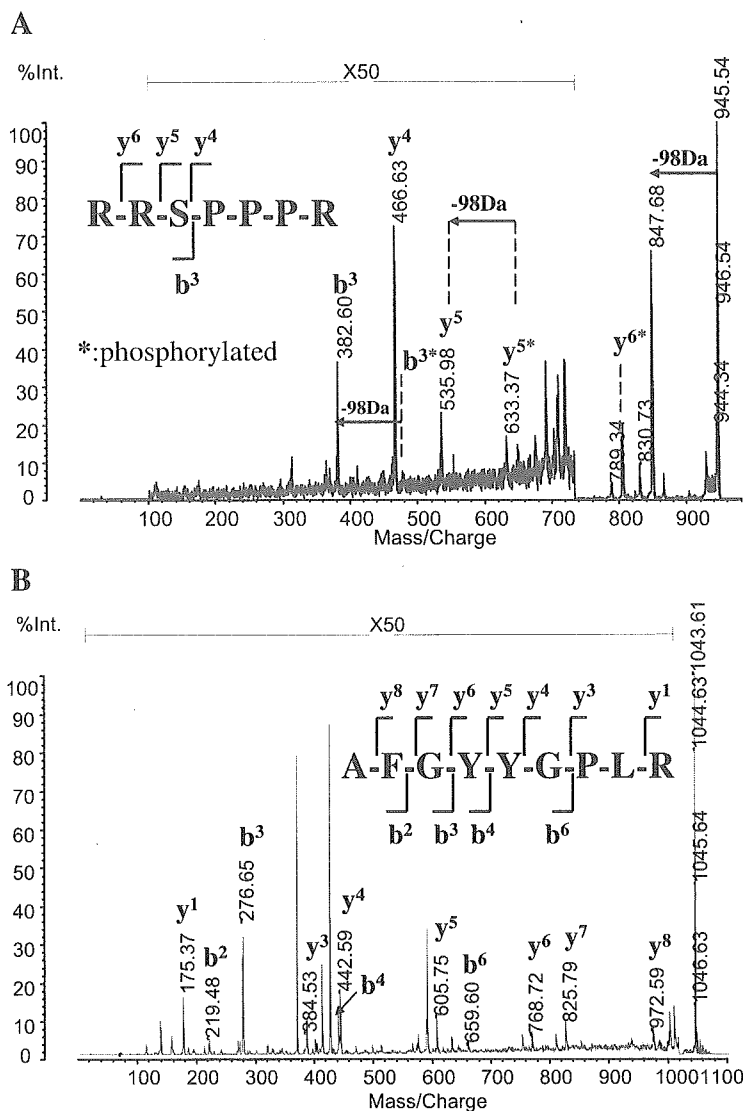 A
%Int.
X50
100
90
80
70
60
50
40
30
20
10
0
y6 y5 y4
R-R-S-P-P-P-R
b3
*:phosphorylated
b3
382.60
-98Da
y4
466.63
b3*
-98Da
y5
535.98
y5*
633.37
y6*
789.34
830.73
-98Da
847.68
945.54
946.54
944.34
100 200 300 400 500 600 700 800 900
Mass/Charge
B
%Int.
X50
100
90
80
70
60
50
40
30
20
10
0
y8 y7 y6 y5 y4 y3 y1
A-F-G-Y-Y-G-P-L-R
b2 b3 b4 b6
y1
175.37
b2
219.48
b3
276.65
y3
384.53
y4
442.59
b4
y5
605.75
b6
659.60
y6
768.72
y7
825.79
y8
972.59
1043.61
1044.63
1045.64
1046.63
100 200 300 400 500 600 700 800 900 1000 1100
Mass/Charge